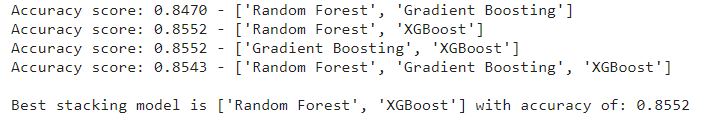 Accuracy score: 0.8470 - ['Random Forest', 'Gradient Boosting']
Accuracy score: 0.8552 - ['Random Forest', 'XGBoost']
Accuracy score: 0.8552 - ['Gradient Boosting', 'XGBoost']
Accuracy score: 0.8543 - ['Random Forest', 'Gradient Boosting', 'XGBoost']
Best stacking model is ['Random Forest', 'XGBoost'] with accuracy of: 0.8552